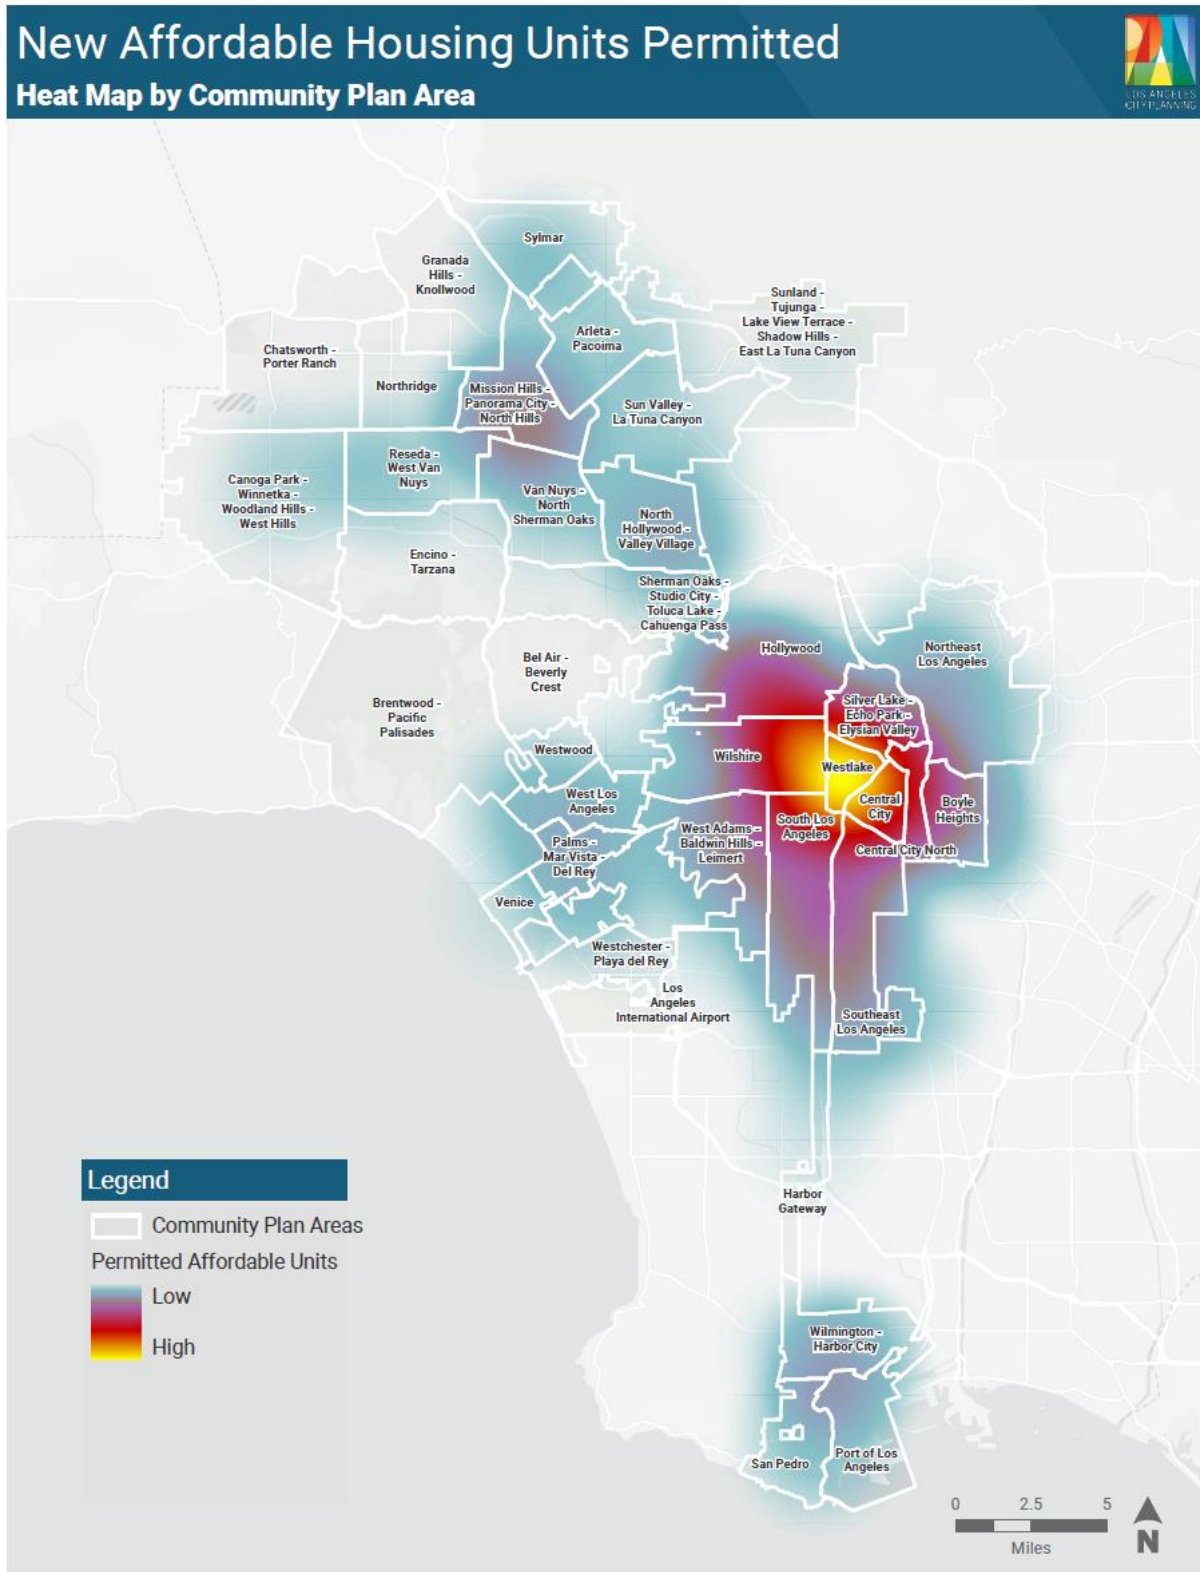 New Affordable Housing Units Permitted
Heat Map by Community Plan Area
LOS ANGELES
CITY PLANNING
Sylmar
Granada
Hills -
Knollwood
Sunland -
Tujunga -
Lake View Terrace -
Shadow Hills -
East La Tuna Canyon
Arleta -
Pacoima
Chatsworth -
Porter Ranch
Northridge
Mission Hills -
Panorama City -
North Hills
Sun Valley -
La Tuna Canyon
Reseda -
West Van
Nuys
Canoga Park -
Winnetka -
Woodland Hills -
West Hills
Van Nuys -
North
Sherman Oaks
North
Hollywood -
Valley Village
Encino -
Tarzana
Sherman Oaks -
Studio City -
Toluca Lake -
Cahuenga Pass
Hollywood
Northeast
Los Angeles
Bel Air -
Beverly
Crest
Brentwood -
Pacific
Palisades
Silver Lake -
Echo Park -
Elysian Valley
Westwood
Wilshire
Westlake
West Los
Angeles
Central
City
Boyle
Heights
South Los
Angeles
West Adams -
Baldwin Hills -
Leimert
Palms -
Mar Vista -
Del Rey
Central City North
Venice
Westchester -
Playa del Rey
Los
Angeles
International Airport
Southeast
Los Angeles
Harbor
Gateway
Legend
Community Plan Areas
Permitted Affordable Units
Low
High
Wilmington -
Harbor City
San Pedro
Port of Los
Angeles
0 2.5 5
Miles
N